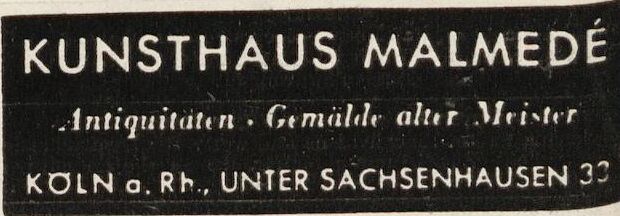 KUNSTHAUS MALMEDÉ
Antiquitäten · Gemälde alter Meister
KÖLN a. Rh., UNTER SACHSENHAUSEN 33